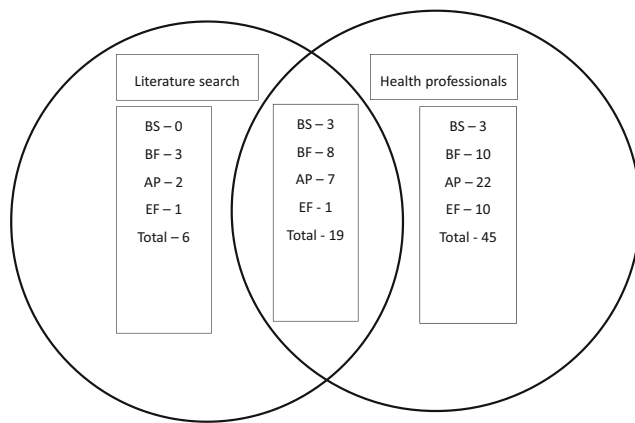 Literature search
Health professionals
BS – 0
BF – 3
AP – 2
EF – 1
Total – 6
BS – 3
BF – 8
AP – 7
EF - 1
Total - 19
BS – 3
BF – 10
AP – 22
EF – 10
Total - 45